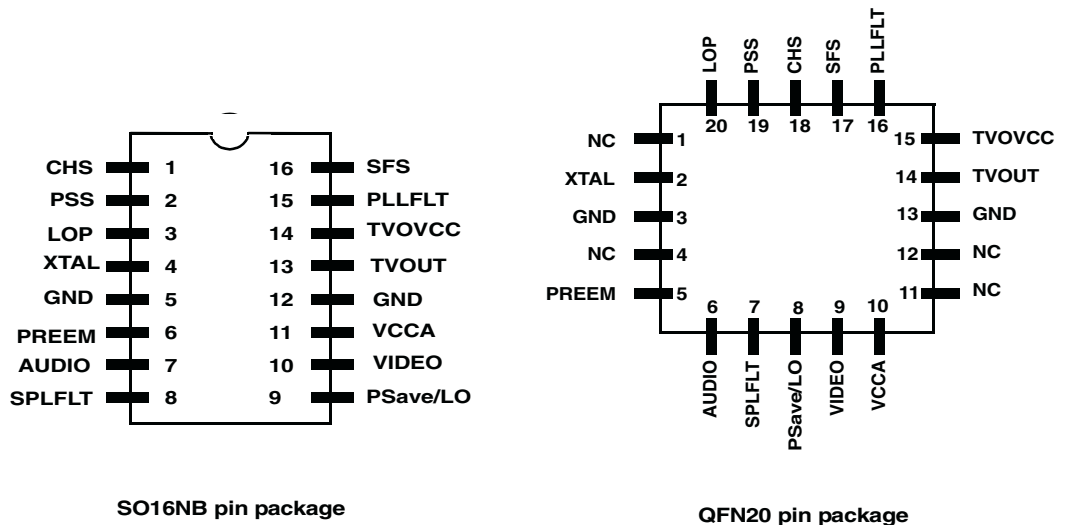 CHS 1 16 SFS
PSS 2 15 PLLFLT
LOP 3 14 TVOVCC
XTAL 4 13 TVOUT
GND 5 12 GND
PREEM 6 11 VCCA
AUDIO 7 10 VIDEO
SPLFLT 8 9 PSave/LO
SO16NB pin package
LOP PSS CHS SFS PLLFLT
20 19 18 17 16
NC 1 15 TVOVCC
XTAL 2 14 TVOUT
GND 3 13 GND
NC 4 12 NC
PREEM 5 11 NC
6 7 8 9 10
AUDIO SPLFLT PSave/LO VIDEO VCCA
QFN20 pin package